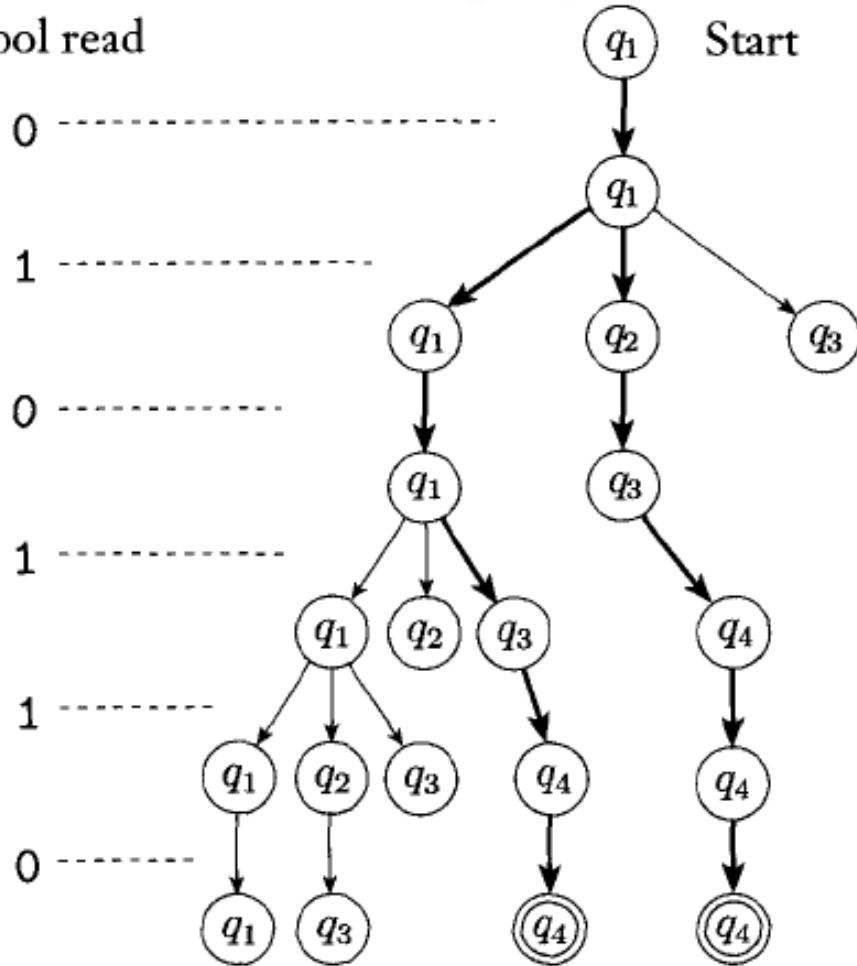 ool read q₁ Start
0
q₁
1
q₁ q₂ q₃
0
q₁ q₃
1
q₁ q₂ q₃ q₄
1
q₁ q₂ q₃ q₄ q₄
0
q₁ q₃ q₄ q₄